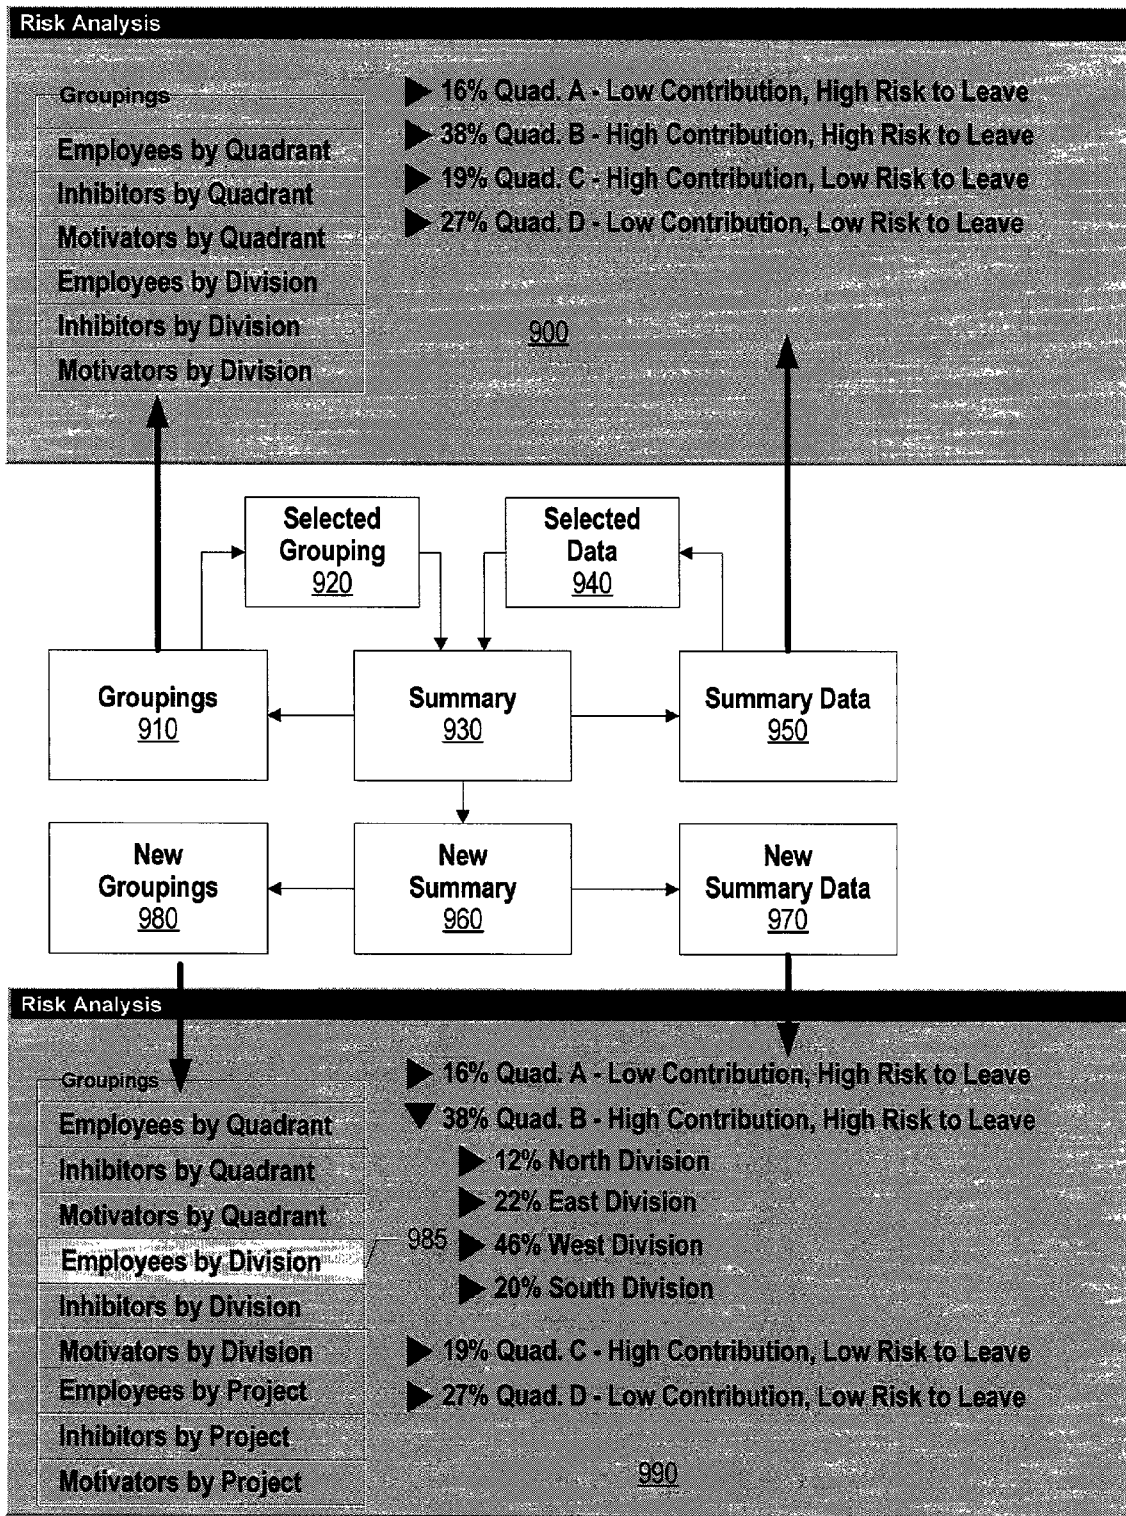 Risk Analysis
Groupings
Employees by Quadrant
Inhibitors by Quadrant
Motivators by Quadrant
Employees by Division
Inhibitors by Division
Motivators by Division
16% Quad. A - Low Contribution, High Risk to Leave
38% Quad. B - High Contribution, High Risk to Leave
19% Quad. C - High Contribution, Low Risk to Leave
27% Quad. D - Low Contribution, Low Risk to Leave
900
Selected
Grouping
920
Selected
Data
940
Groupings
910
Summary
930
Summary Data
950
New
Groupings
980
New
Summary
960
New
Summary Data
970
Risk Analysis
Groupings
Employees by Quadrant
Inhibitors by Quadrant
Motivators by Quadrant
Employees by Division
Inhibitors by Division
Motivators by Division
Employees by Project
Inhibitors by Project
Motivators by Project
985
16% Quad. A - Low Contribution, High Risk to Leave
38% Quad. B - High Contribution, High Risk to Leave
12% North Division
22% East Division
46% West Division
20% South Division
19% Quad. C - High Contribution, Low Risk to Leave
27% Quad. D - Low Contribution, Low Risk to Leave
990